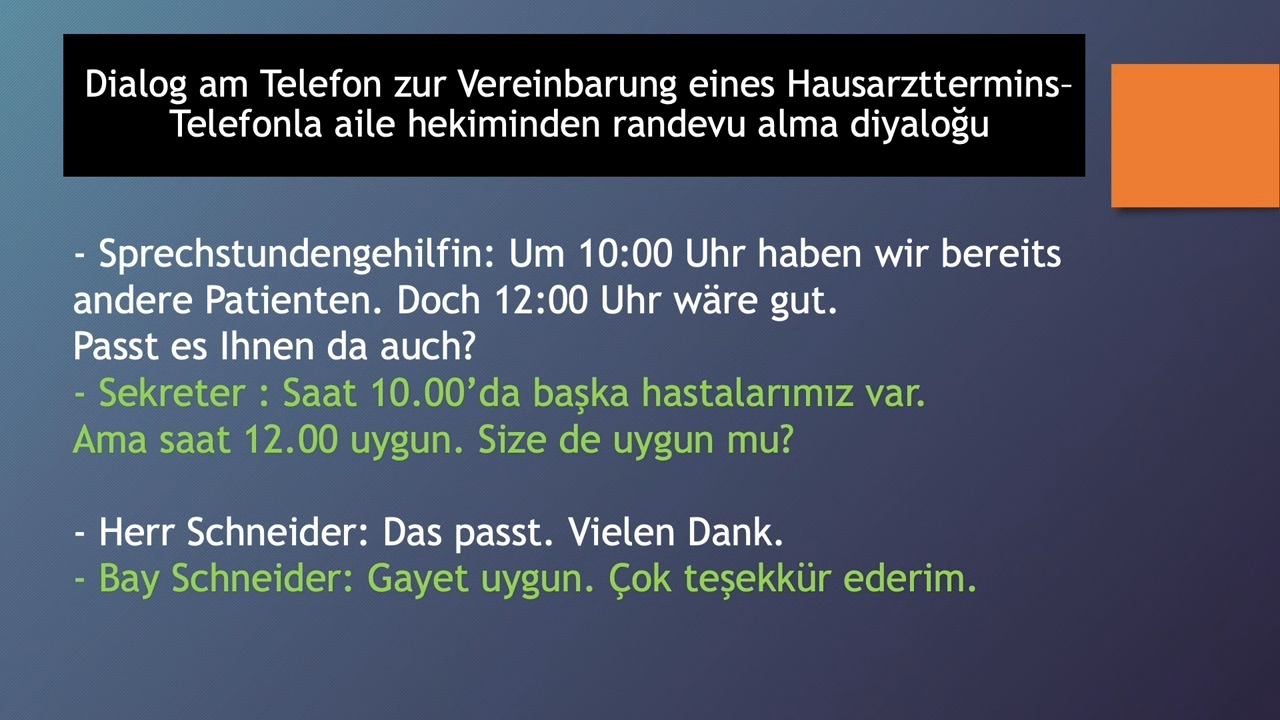 Dialog am Telefon zur Vereinbarung eines Hausarzttermins–
Telefonla aile hekiminden randevu alma diyaloğu
- Sprechstundengehilfin: Um 10:00 Uhr haben wir bereits
andere Patienten. Doch 12:00 Uhr wäre gut.
Passt es Ihnen da auch?
- Sekreter : Saat 10.00’da başka hastalarımız var.
Ama saat 12.00 uygun. Size de uygun mu?
- Herr Schneider: Das passt. Vielen Dank.
- Bay Schneider: Gayet uygun. Çok teşekkür ederim.